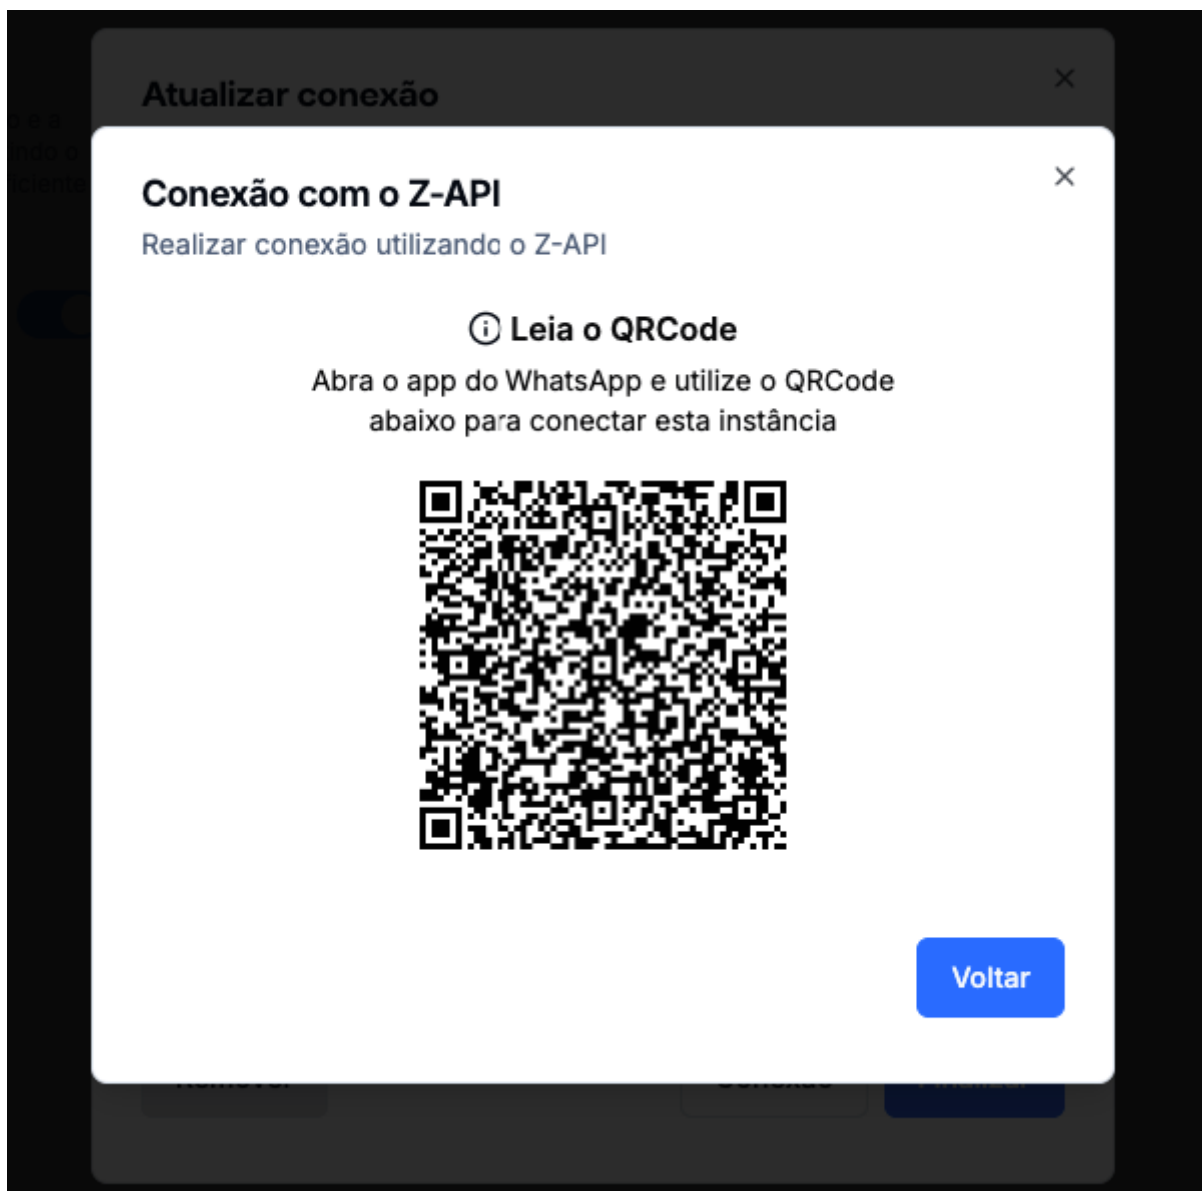 Atualizar conexão
Conexão com o Z-API
Realizar conexão utilizando o Z-API
Leia o QRCode
Abra o app do WhatsApp e utilize o QRCode
abaixo para conectar esta instância
Voltar